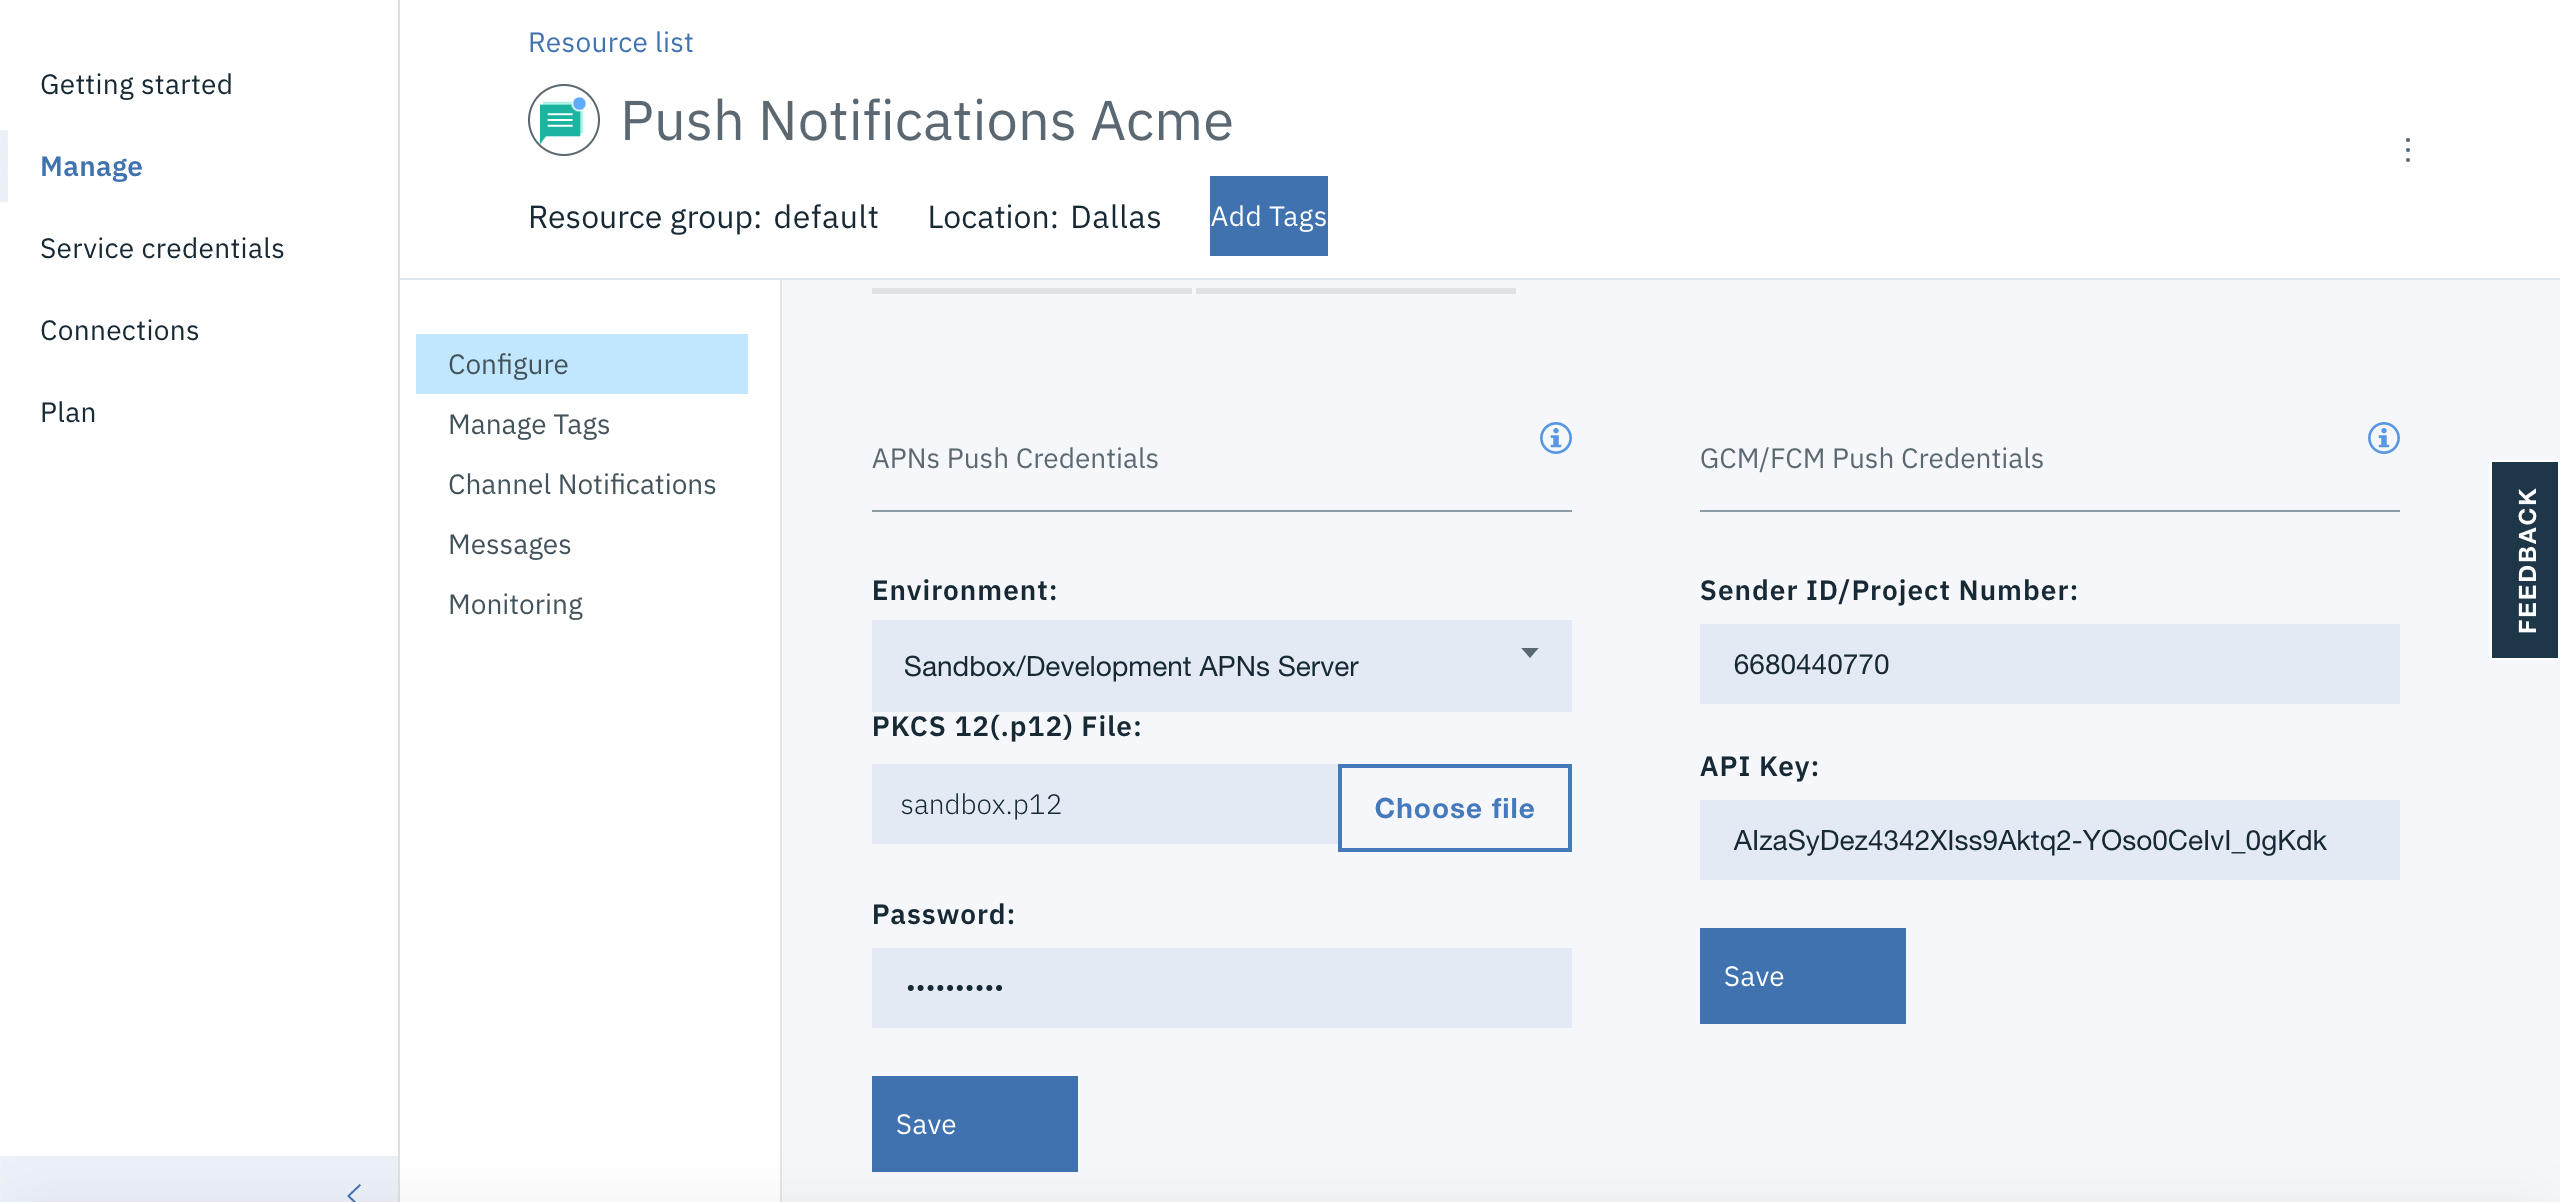 Getting started
Manage
Service credentials
Connections
Plan
Resource list
Push Notifications Acme
Resource group: default Location: Dallas Add Tags
Configure
Manage Tags
Channel Notifications
Messages
Monitoring
APNs Push Credentials
Environment:
Sandbox/Development APNs Server
PKCS 12(.p12) File:
sandbox.p12 Choose file
Password:
••••••••••
Save
GCM/FCM Push Credentials
Sender ID/Project Number:
6680440770
API Key:
AIzaSyDez4342XIss9Aktq2-YOso0CeIvI_0gKdk
Save
FEEDBACK